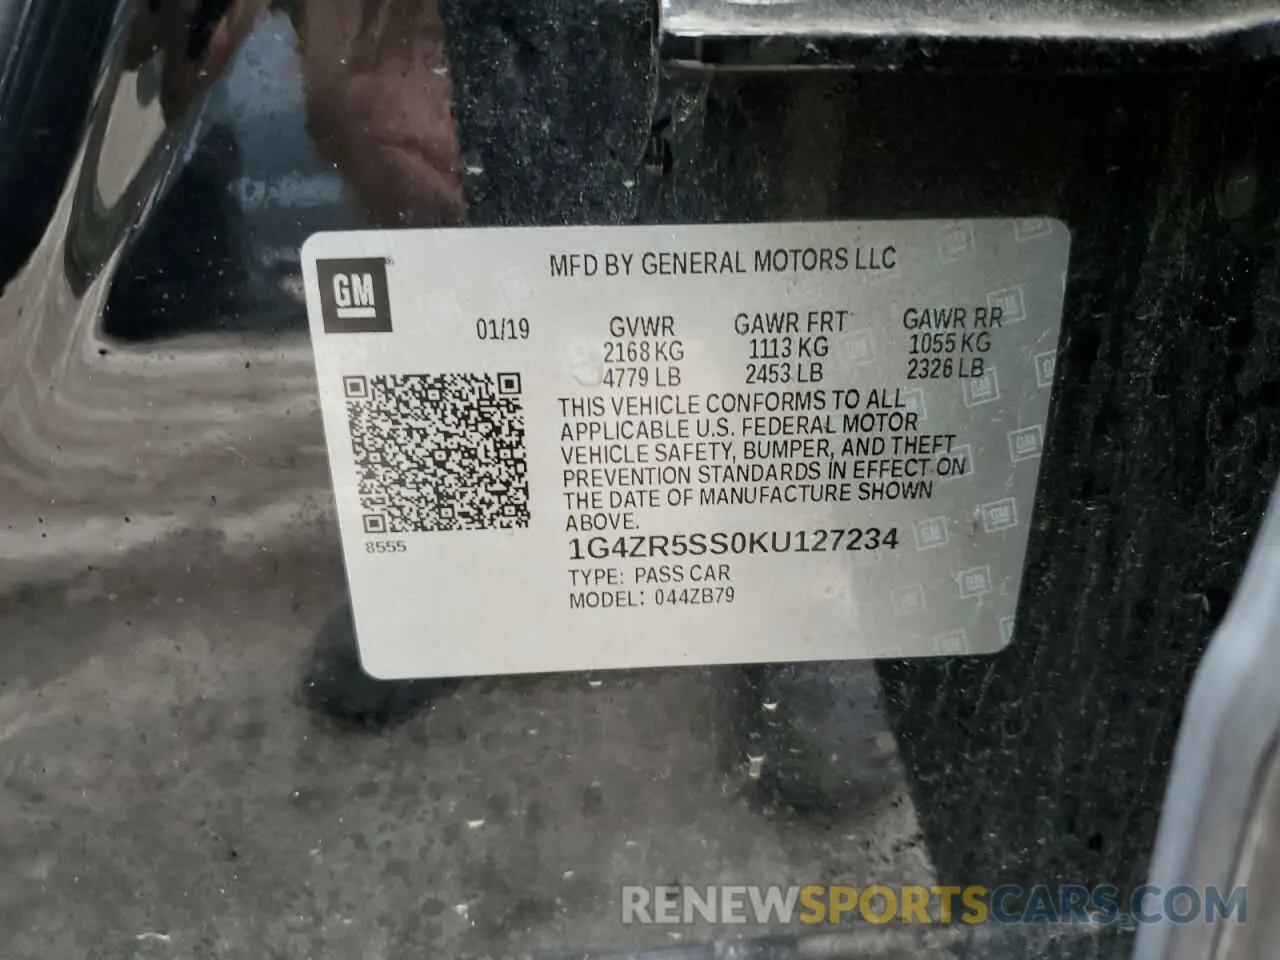 GM
MFD BY GENERAL MOTORS LLC
01/19 GVWR GAWR FRT GAWR RR
2168 KG 1113 KG 1055 KG
4779 LB 2453 LB 2326 LB
THIS VEHICLE CONFORMS TO ALL
APPLICABLE U.S. FEDERAL MOTOR
VEHICLE SAFETY, BUMPER, AND THEFT
PREVENTION STANDARDS IN EFFECT ON
THE DATE OF MANUFACTURE SHOWN
ABOVE.
8555
1G4ZR5SS0KU127234
TYPE: PASS CAR
MODEL: 044ZB79
RENEWSPORTSCARS.COM